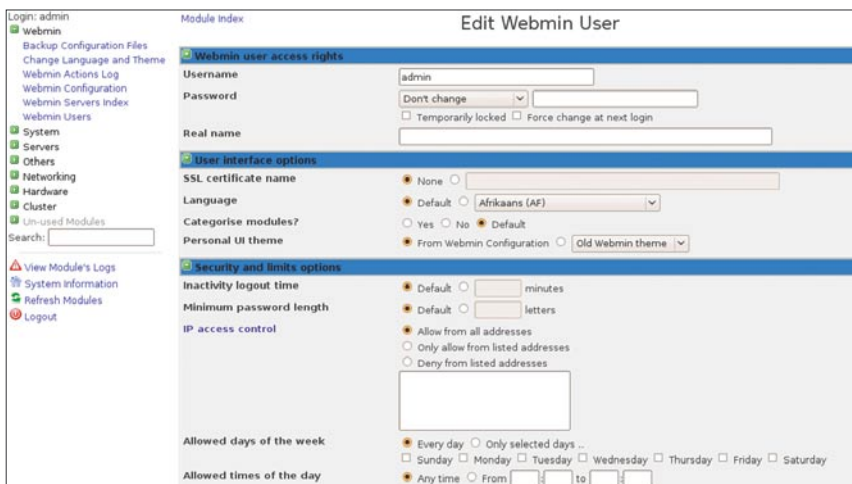 Login: admin
Webmin
Backup Configuration Files
Change Language and Theme
Webmin Actions Log
Webmin Configuration
Webmin Servers Index
Webmin Users
System
Servers
Others
Networking
Hardware
Cluster
Un-used Modules
Search:
View Module's Logs
System Information
Refresh Modules
Logout
Module Index
Edit Webmin User
Webmin user access rights
Username admin
Password Don't change
Temporarily locked Force change at next login
Real name
User interface options
SSL certificate name None
Language Default Afrikaans (AF)
Categorise modules? Yes No Default
Personal UI theme From Webmin Configuration Old Webmin theme
Security and limits options
Inactivity logout time Default minutes
Minimum password length Default letters
IP access control Allow from all addresses
Only allow from listed addresses
Deny from listed addresses
Allowed days of the week Every day Only selected days ..
Sunday Monday Tuesday Wednesday Thursday Friday Saturday
Allowed times of the day Any time From : to :